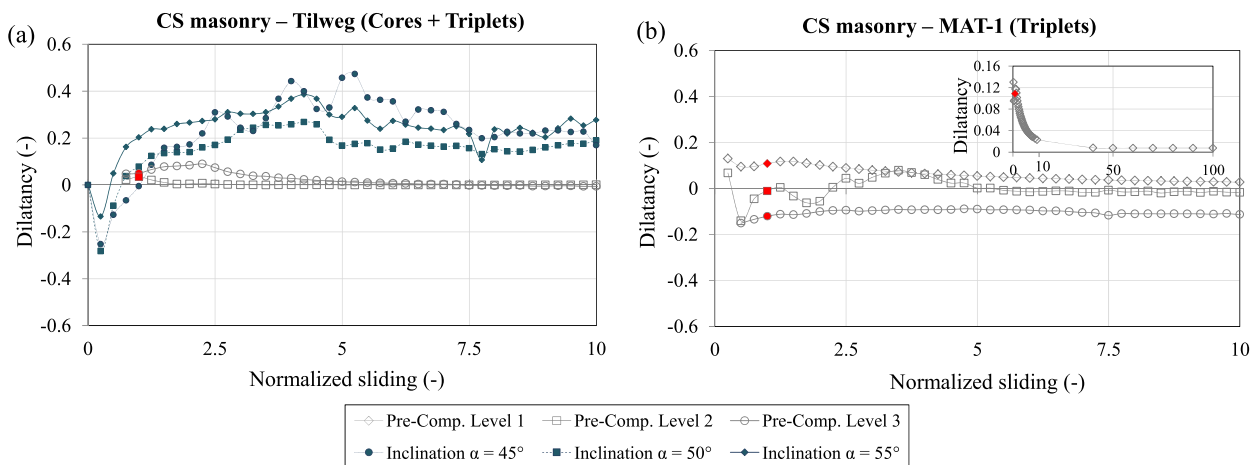 (a)
CS masonry – Tilweg (Cores + Triplets)
0.6
0.4
0.2
0
-0.2
-0.4
-0.6
Dilatancy (-)
0
2.5
5
7.5
10
Normalized sliding (-)
(b)
CS masonry – MAT-1 (Triplets)
0.6
0.4
0.2
0
-0.2
-0.4
-0.6
Dilatancy (-)
0.16
0.12
0.08
0.04
0
Dilatancy
0
10
50
100
0
2.5
5
7.5
10
Normalized sliding (-)
Pre-Comp. Level 1
Pre-Comp. Level 2
Pre-Comp. Level 3
Inclination α = 45°
Inclination α = 50°
Inclination α = 55°